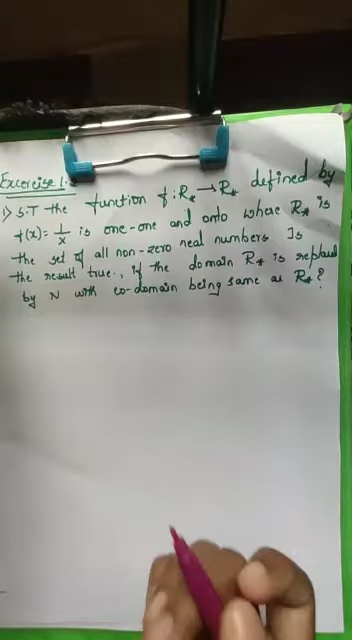 Excercise 1:
1) S.T the function f: R* → R* defined by
f(x) = 1/x is one-one and onto where R* is
the set of all non-zero real numbers. Is
the result true., if the domain R* is replaced
by N with co-domain being same as R*?